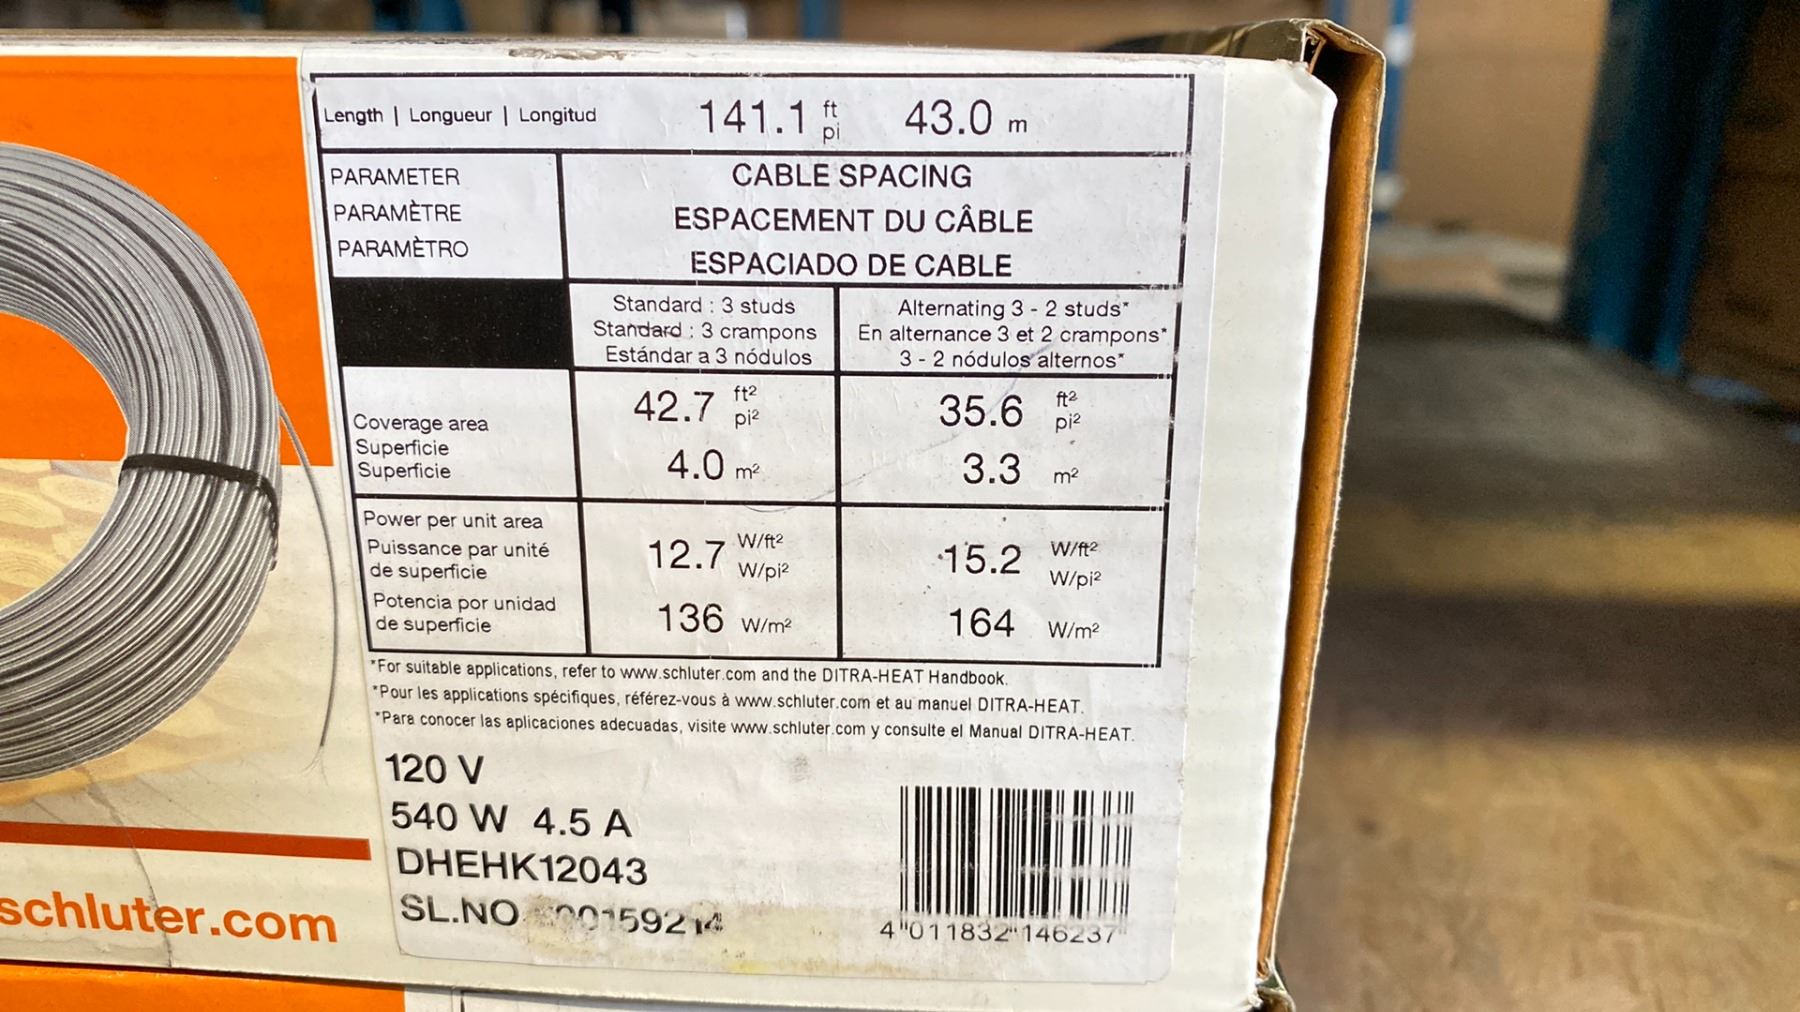 Length | Longueur | Longitud 141.1 ft pi 43.0 m
PARAMETER
PARAMÈTRE
PARAMÈTRO
CABLE SPACING
ESPACEMENT DU CÂBLE
ESPACIADO DE CABLE
Standard : 3 studs
Standard : 3 crampons
Estándar a 3 nódulos
Alternating 3 - 2 studs*
En alternance 3 et 2 crampons*
3 - 2 nódulos alternos*
Coverage area
Superficie
Superficie
42.7 ft² pi²
4.0 m²
35.6 ft² pi²
3.3 m²
Power per unit area
Puissance par unité
de superficie
Potencia por unidad
de superficie
12.7 W/ft² W/pi²
136 W/m²
15.2 W/ft² W/pi²
164 W/m²
*For suitable applications, refer to www.schluter.com and the DITRA-HEAT Handbook.
*Pour les applications spécifiques, référez-vous à www.schluter.com et au manuel DITRA-HEAT.
*Para conocer las aplicaciones adecuadas, visite www.schluter.com y consulte el Manual DITRA-HEAT.
120 V
540 W 4.5 A
DHEHK12043
SL.NO
4 011832 146237
schluter.com